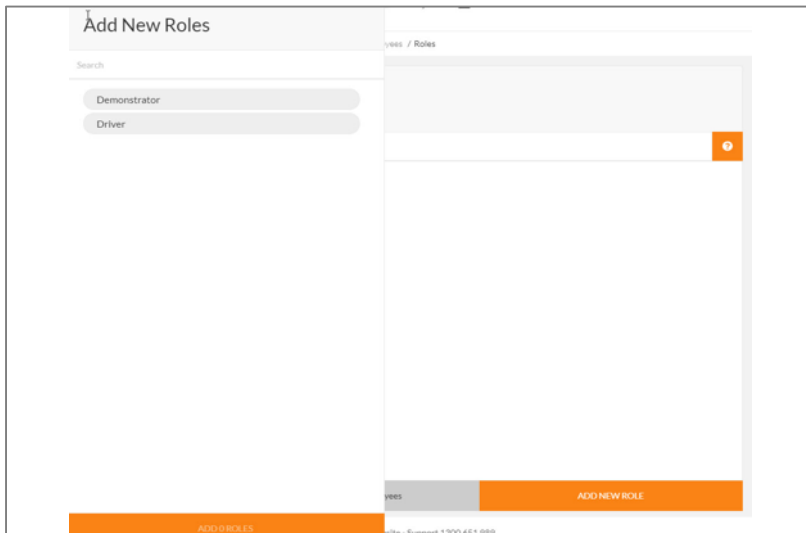 Add New Roles
yees / Roles
Search
Demonstrator
Driver
yees
ADD NEW ROLE
ADD 0 ROLES
Support 1300 651 989